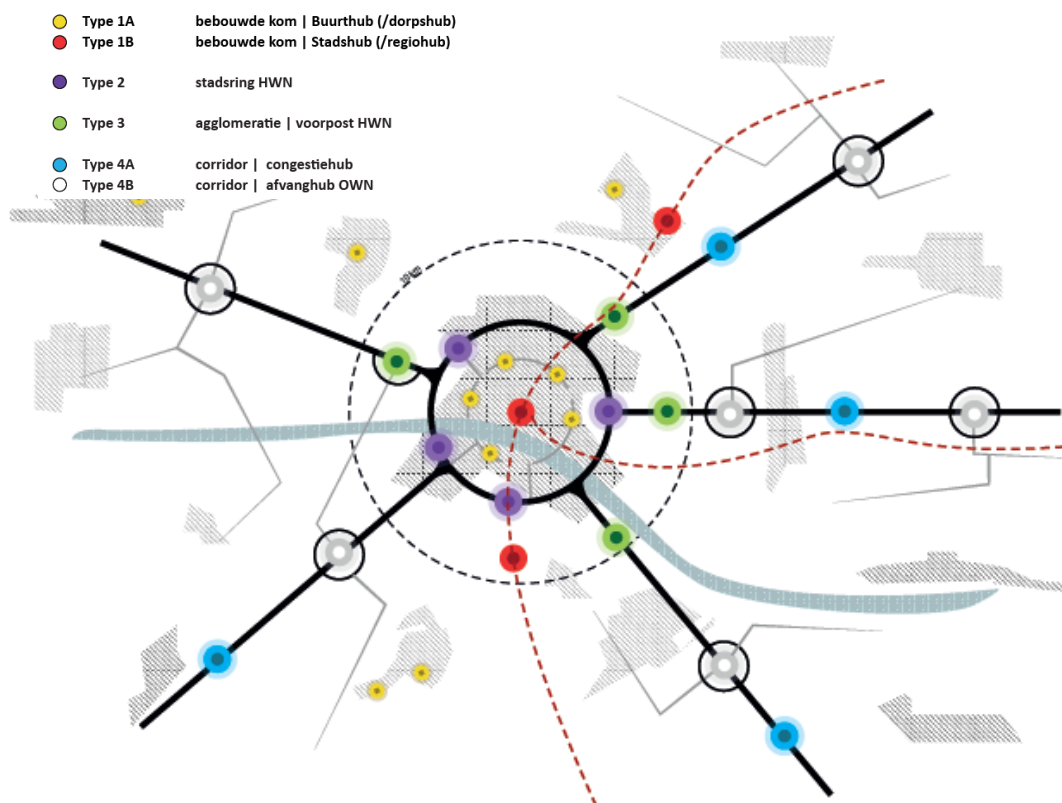 Type 1A bebouwde kom | Buurthub (/dorpshub)
Type 1B bebouwde kom | Stadshub (/regiohub)
Type 2 stadsring HWN
Type 3 agglomeratie | voorpost HWN
Type 4A corridor | congestiehub
Type 4B corridor | afvanghub OWN